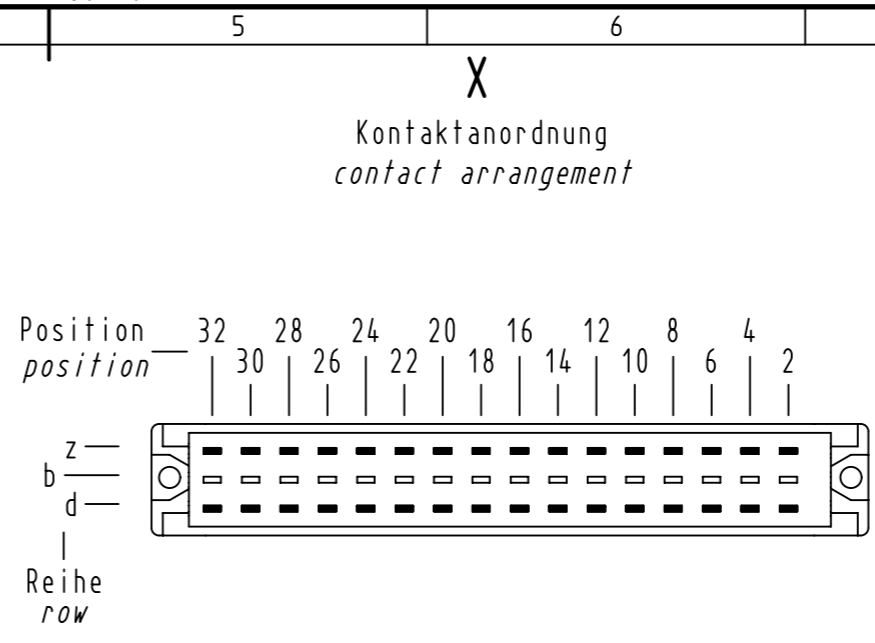 5 6
X
Kontaktanordnung
contact arrangement
Position
position
32 28 24 20 16 12 8 4
30 26 22 18 14 10 6 2
z
b
d
Reihe
row